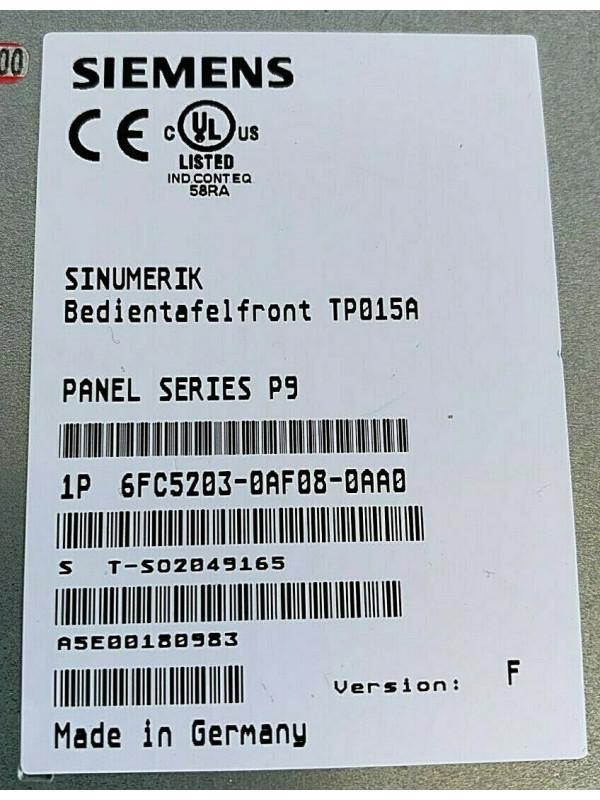 00
SIEMENS
CE
C UL US
LISTED
IND.CONT.EQ.
58RA
SINUMERIK
Bedientafelfront TP015A
PANEL SERIES P9
1P 6FC5203-0AF08-0AA0
S T-S02049165
A5E00180983
Version: F
Made in Germany